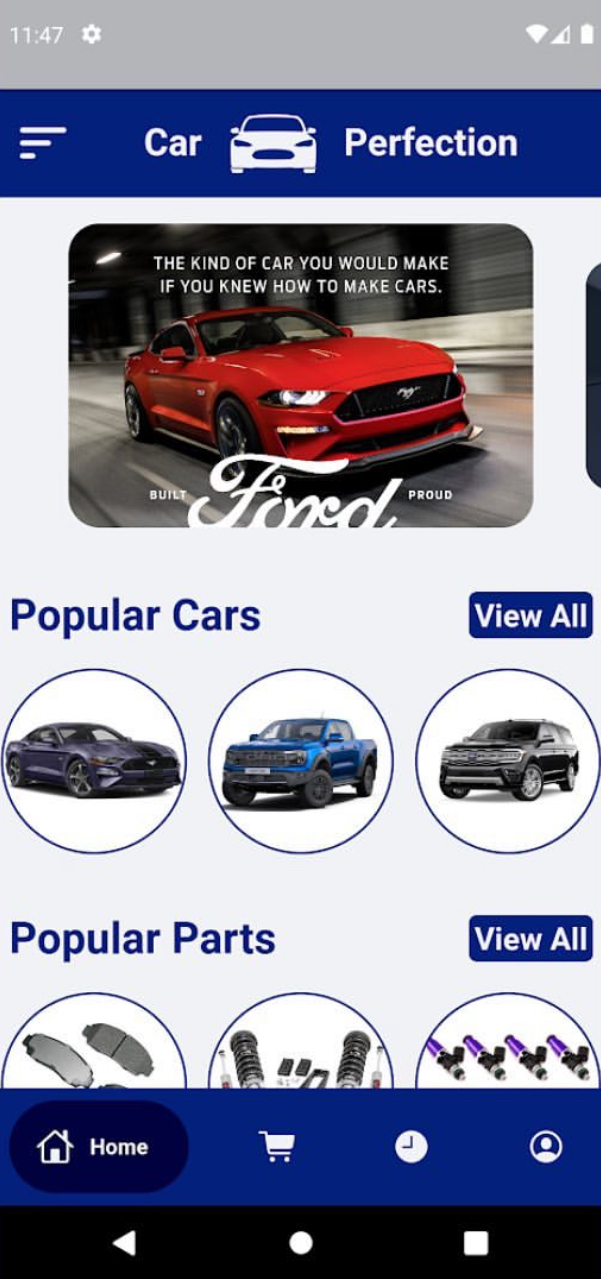 11:47
Car Perfection
THE KIND OF CAR YOU WOULD MAKE
IF YOU KNEW HOW TO MAKE CARS.
BUILT Ford PROUD
Popular Cars View All
Popular Parts View All
Home